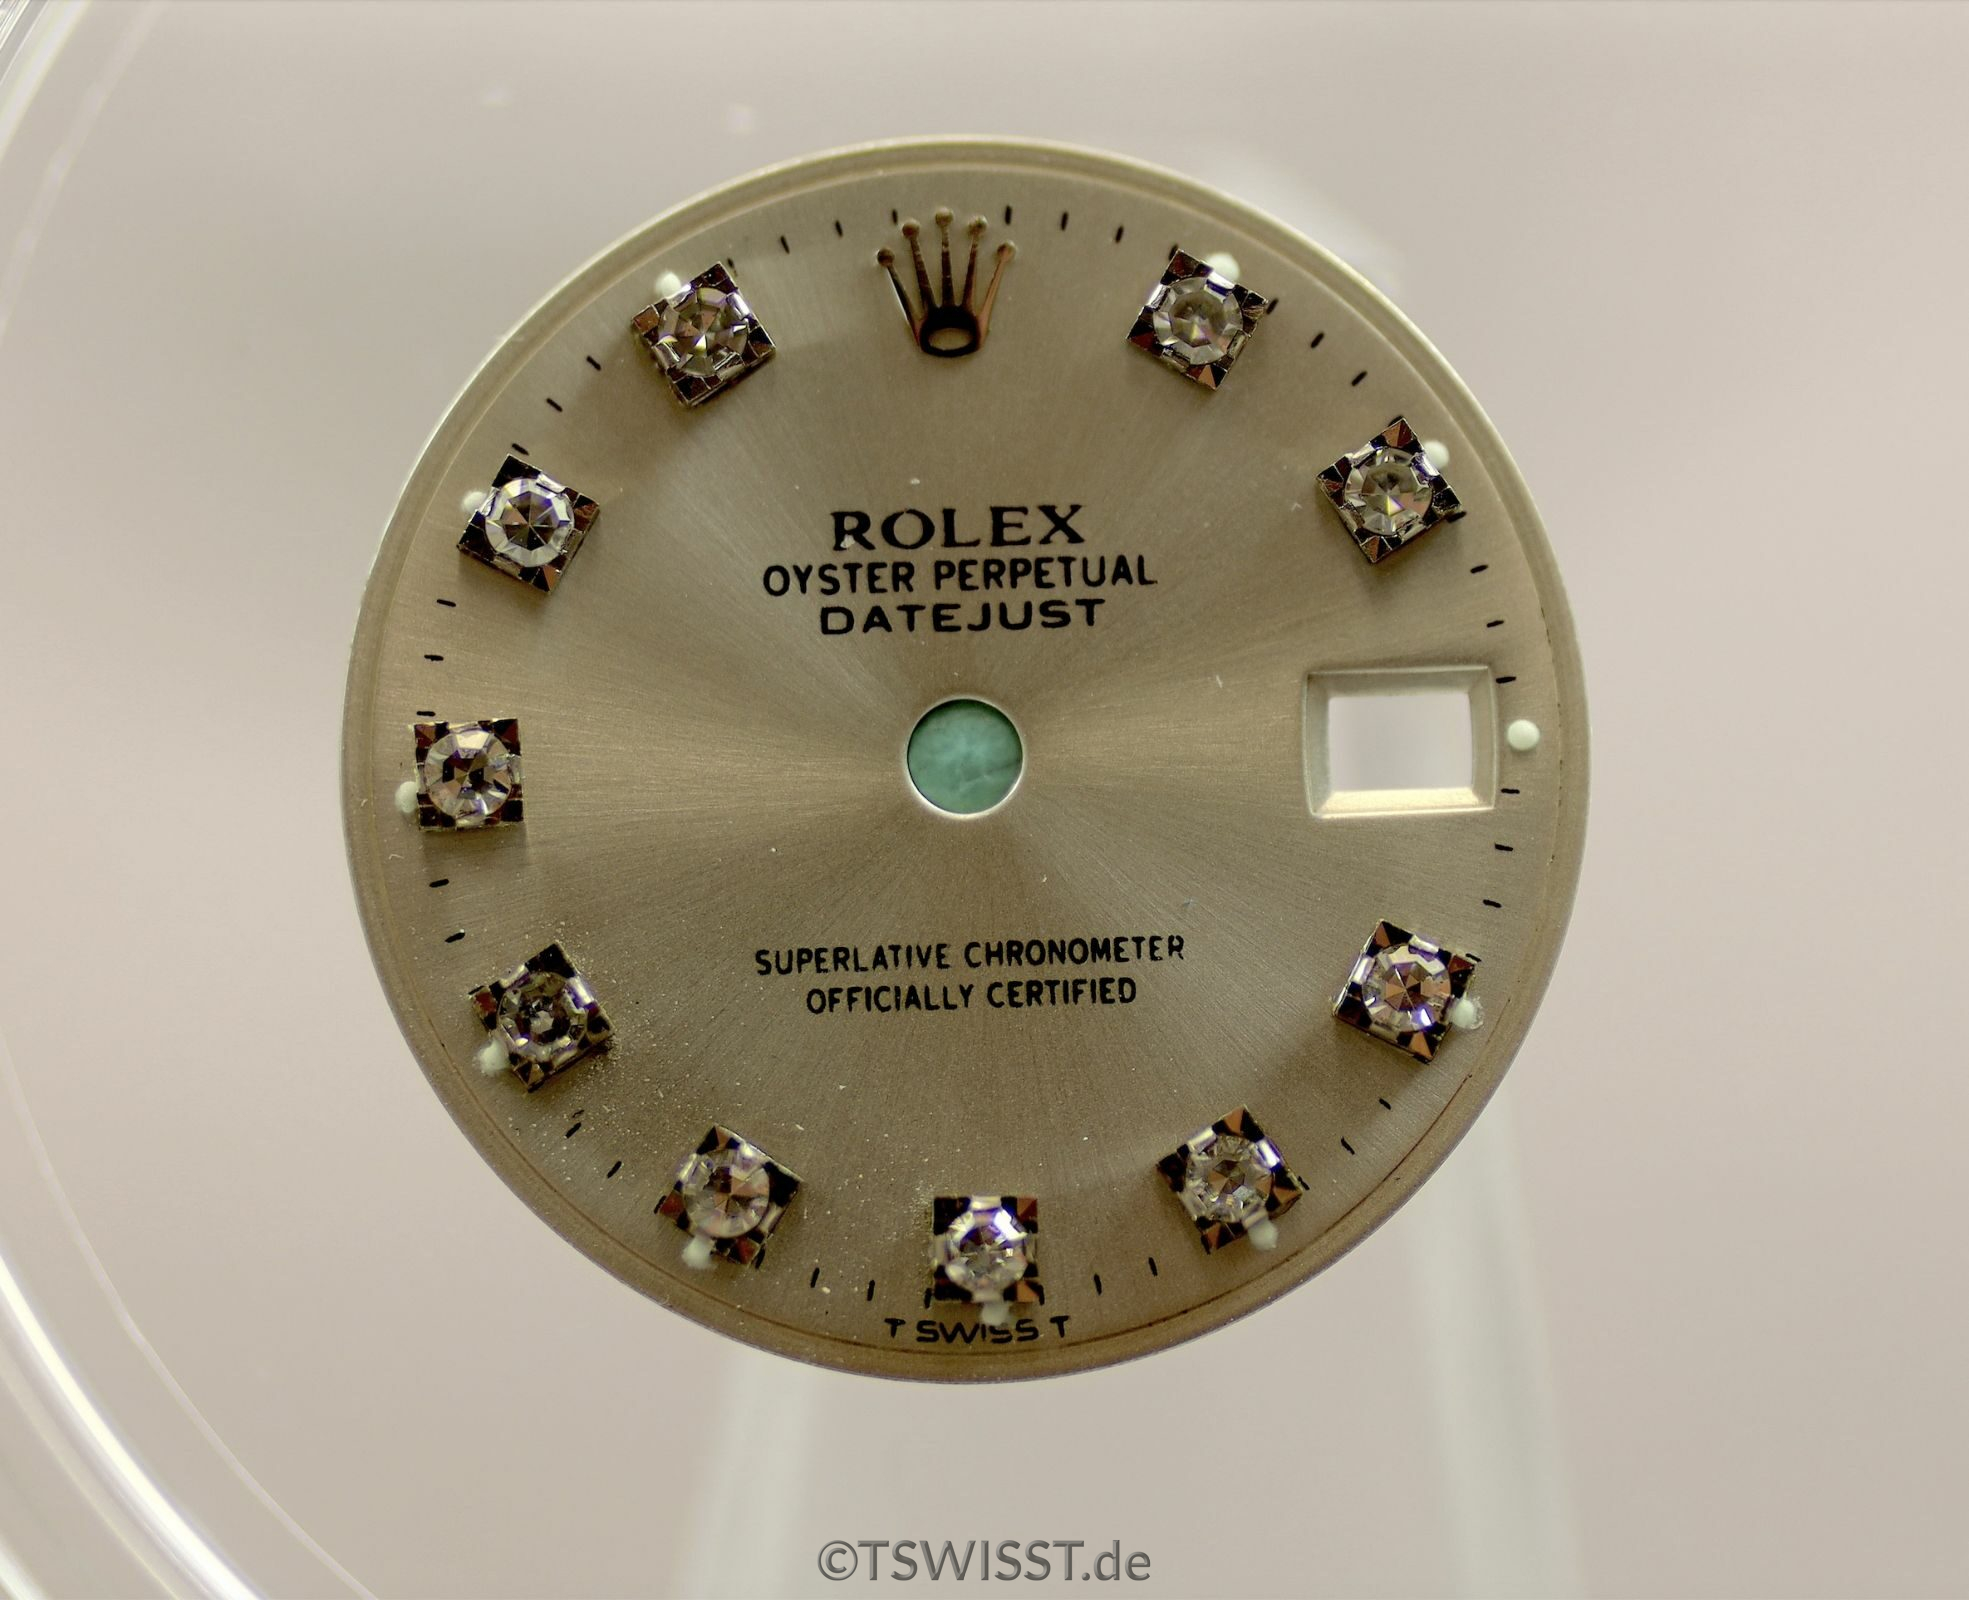 ROLEX
OYSTER PERPETUAL
DATEJUST
SUPERLATIVE CHRONOMETER
OFFICIALLY CERTIFIED
T SWISS T
©TSWISST.de